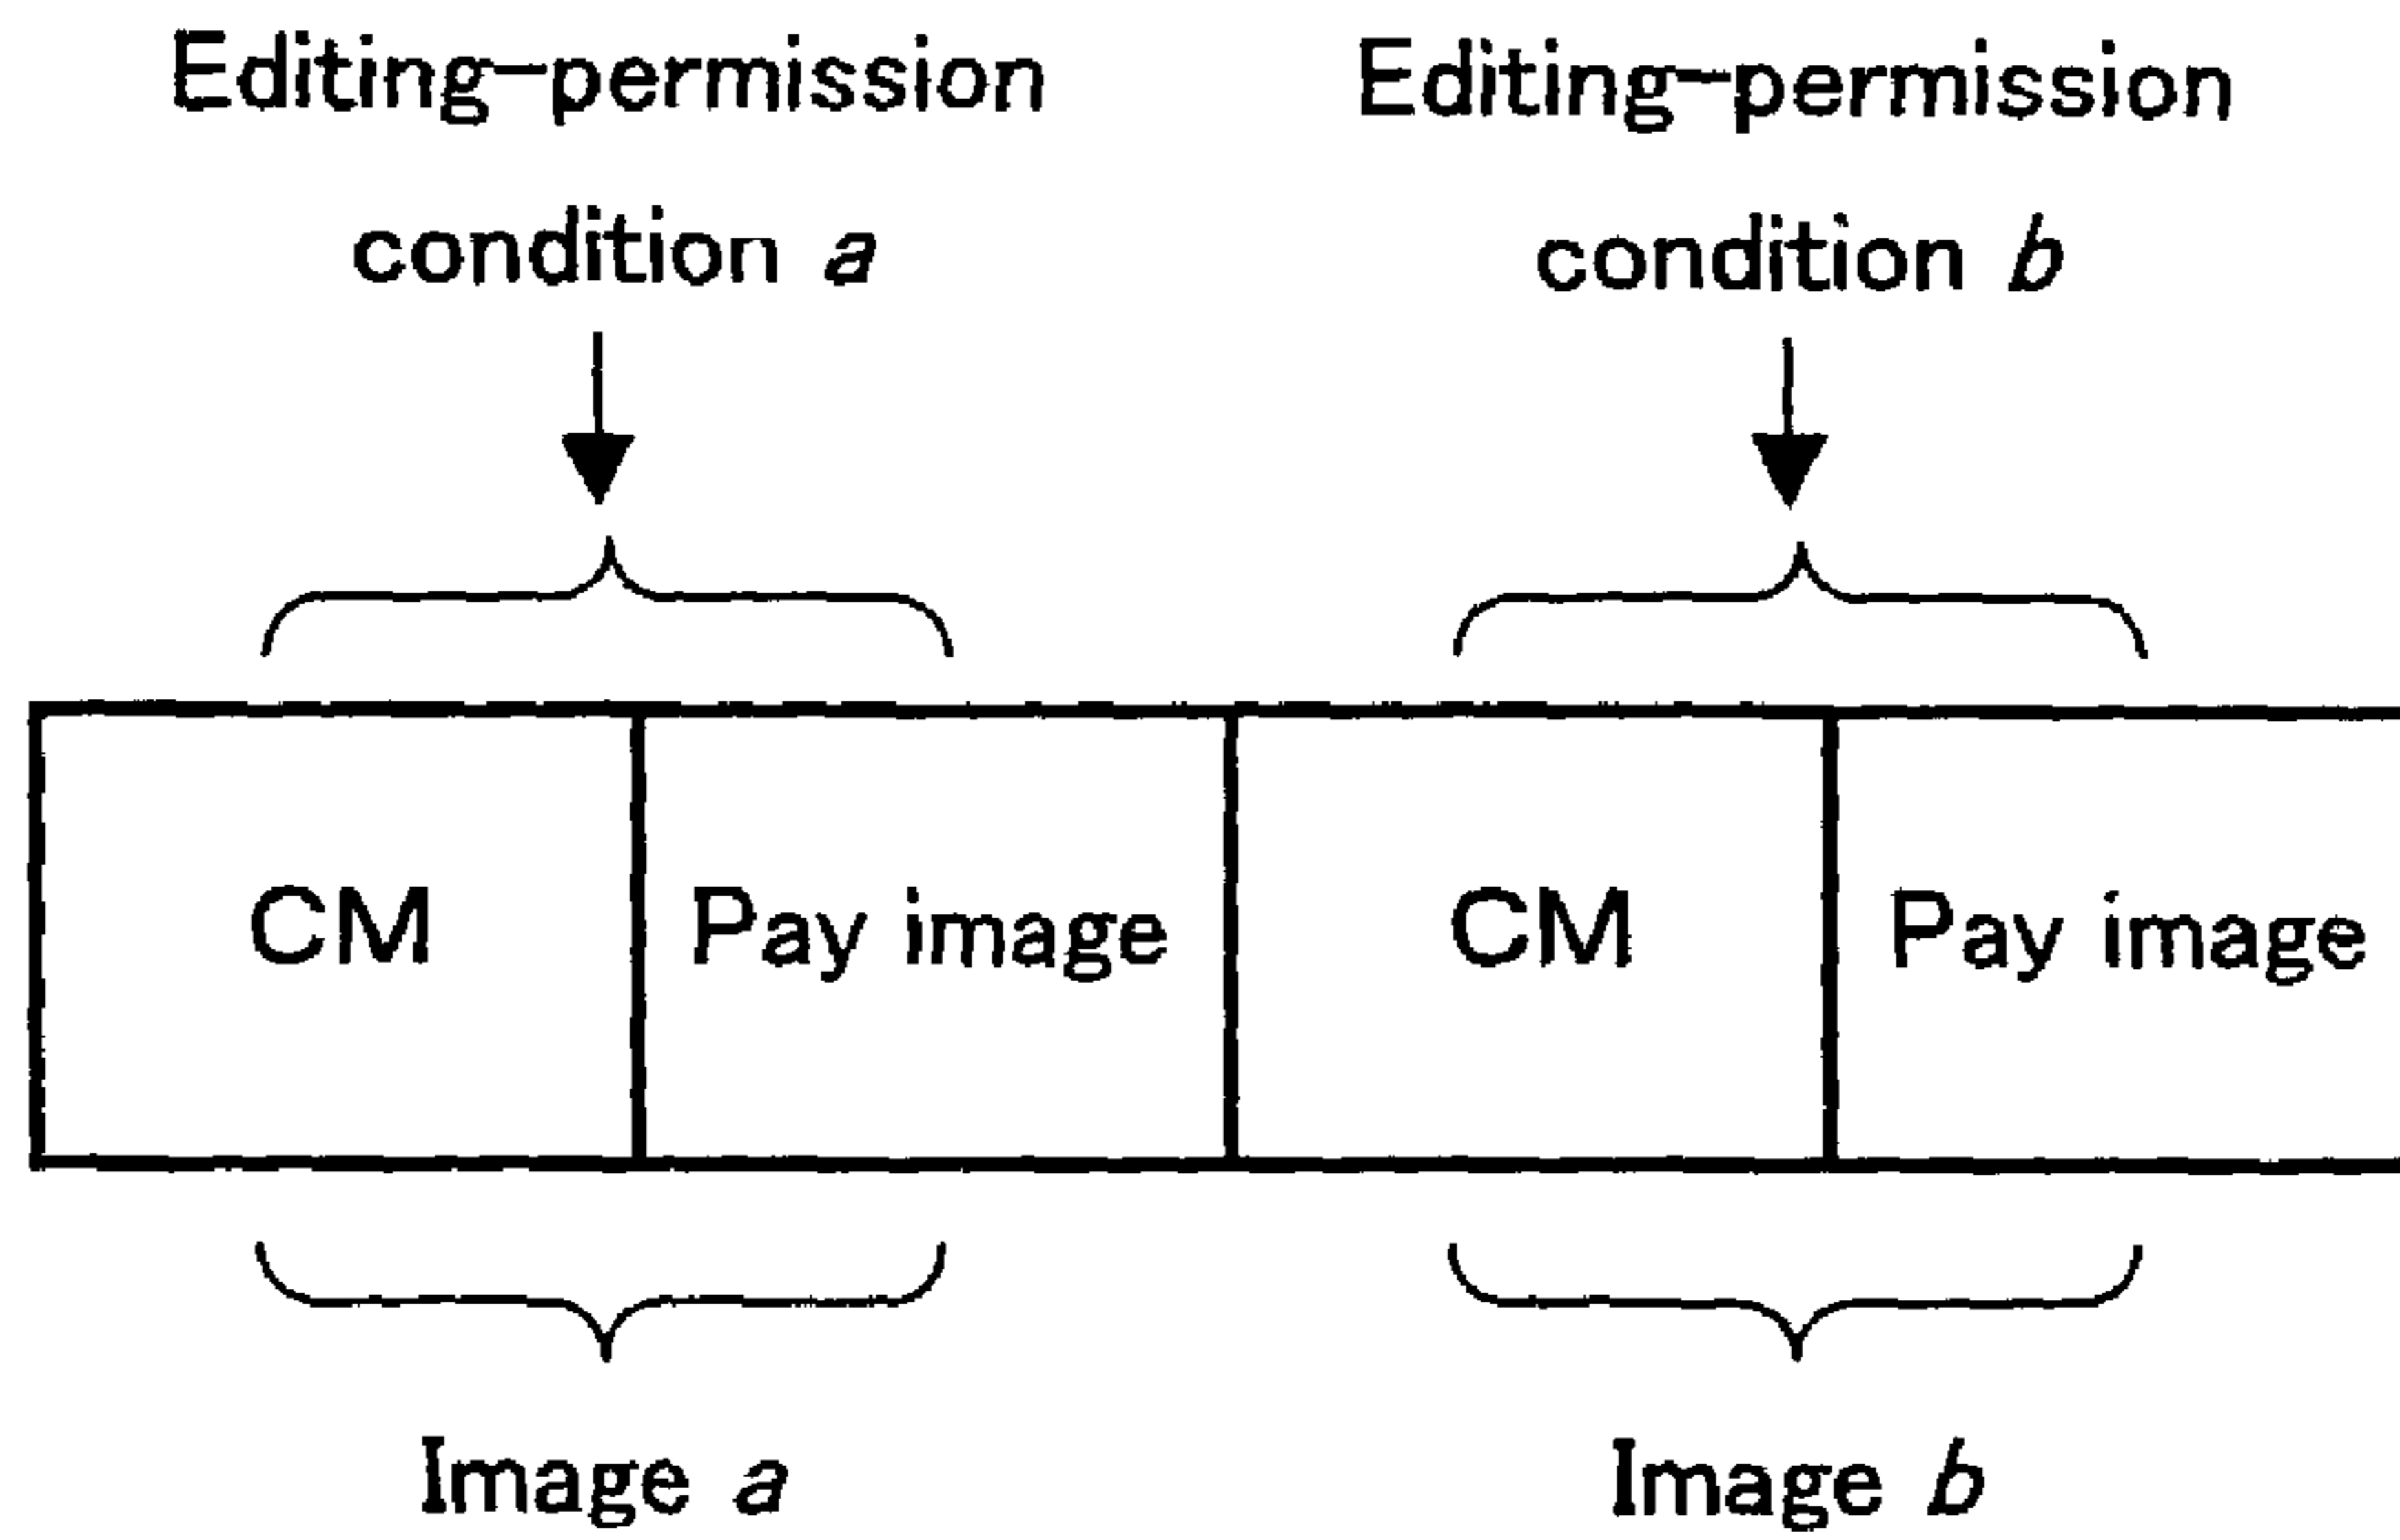 Editing-permission
condition a
Editing-permission
condition b
CM
Pay image
CM
Pay image
Image a
Image b